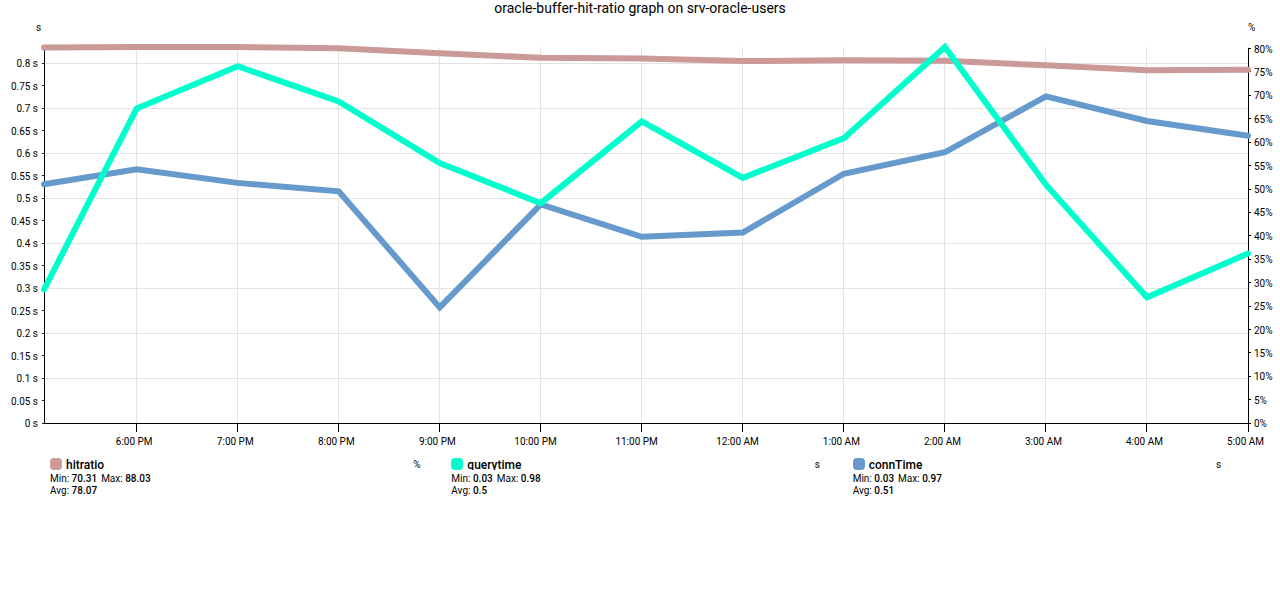 oracle-buffer-hit-ratio graph on srv-oracle-users
s
%
0.8 s
0.75 s
0.7 s
0.65 s
0.6 s
0.55 s
0.5 s
0.45 s
0.4 s
0.35 s
0.3 s
0.25 s
0.2 s
0.15 s
0.1 s
0.05 s
0 s
80%
75%
70%
65%
60%
55%
50%
45%
40%
35%
30%
25%
20%
15%
10%
5%
0%
6:00 PM 7:00 PM 8:00 PM 9:00 PM 10:00 PM 11:00 PM 12:00 AM 1:00 AM 2:00 AM 3:00 AM 4:00 AM 5:00 AM
hitratio %
Min: 70.31 Max: 88.03
Avg: 78.07
querytime s
Min: 0.03 Max: 0.98
Avg: 0.5
connTime s
Min: 0.03 Max: 0.97
Avg: 0.51